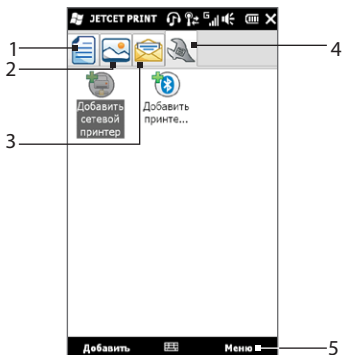 JETCET PRINT G
1
2
3
4
Добавить
сетевой
принтер
Добавить
принте...
Добавить
Меню
5